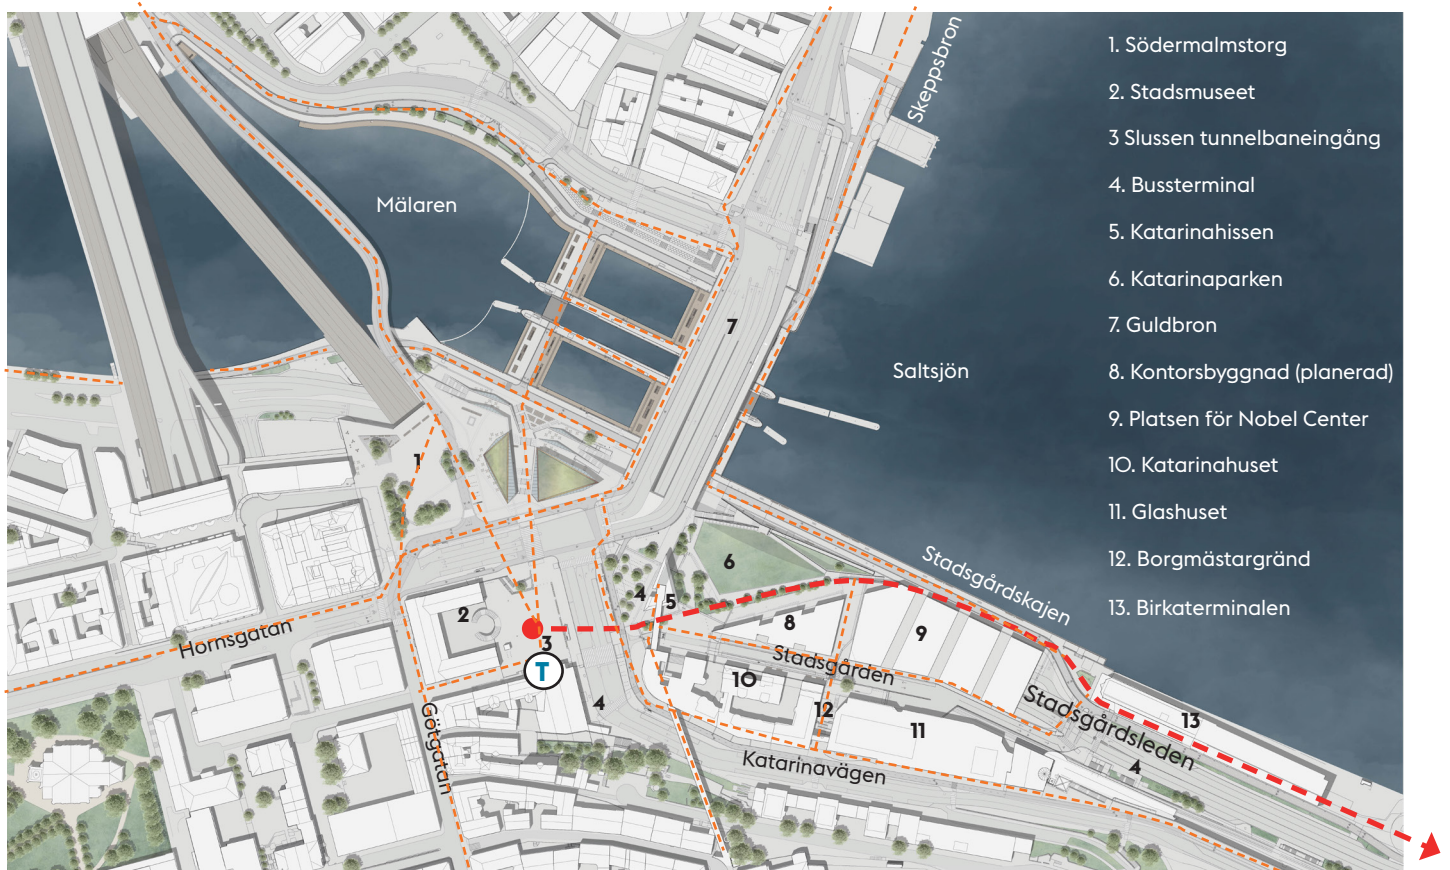 Skeppsbron
1. Södermalmstorg
2. Stadsmuseet
3 Slussen tunnelbaneingång
4. Bussterminal
5. Katarinahissen
6. Katarinaparken
7. Guldbron
8. Kontorsbyggnad (planerad)
9. Platsen för Nobel Center
10. Katarinahuset
11. Glashuset
12. Borgmästargränd
13. Birkaterminalen
Mälaren
7
Saltsjön
1
6
Stadsgårdskajen
4
5
2
8
9
3
Hornsgatan
Stadsgården
T
10
4
12
11
13
Stadsgårdsleden
Götgatan
Katarinavägen
4